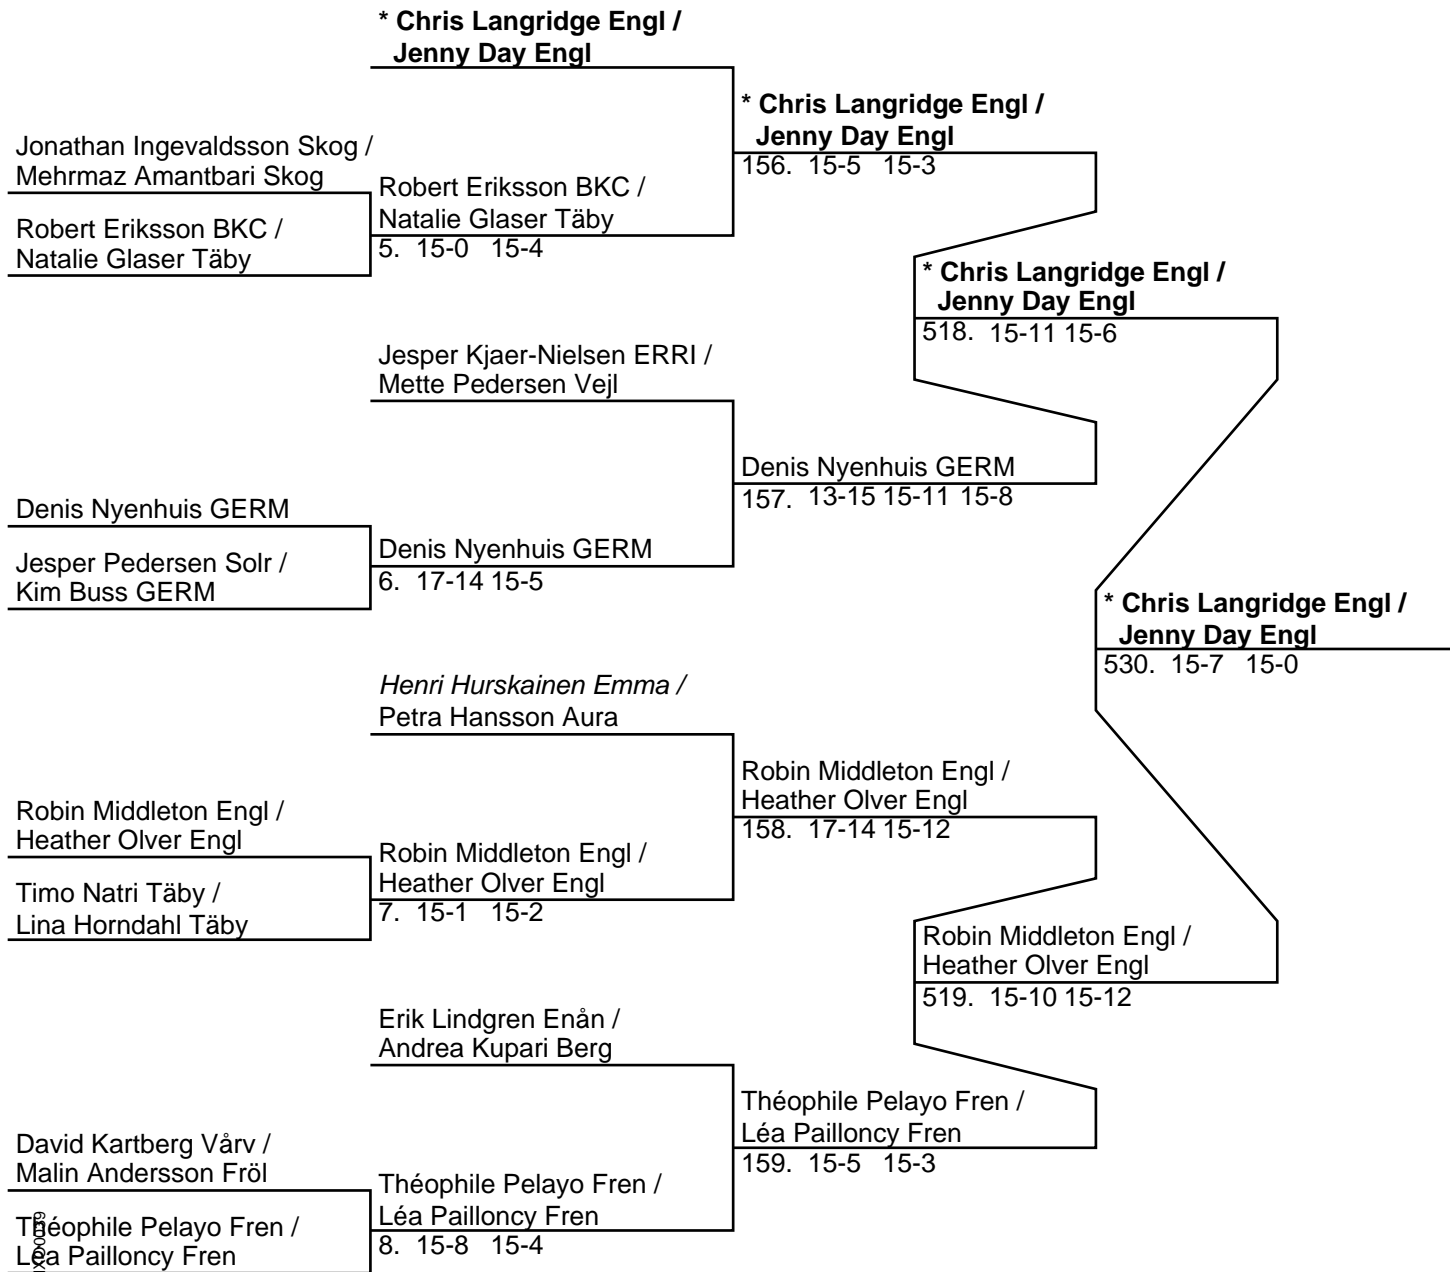 * Chris Langridge Engl /
Jenny Day Engl
* Chris Langridge Engl /
Jenny Day Engl
156. 15-5 15-3
Jonathan Ingevaldsson Skog /
Mehrmaz Amantbari Skog
Robert Eriksson BKC /
Natalie Glaser Täby
5. 15-0 15-4
Robert Eriksson BKC /
Natalie Glaser Täby
* Chris Langridge Engl /
Jenny Day Engl
518. 15-11 15-6
Jesper Kjaer-Nielsen ERRI /
Mette Pedersen Vejl
Denis Nyenhuis GERM
157. 13-15 15-11 15-8
Denis Nyenhuis GERM
Denis Nyenhuis GERM
6. 17-14 15-5
Jesper Pedersen Solr /
Kim Buss GERM
* Chris Langridge Engl /
Jenny Day Engl
530. 15-7 15-0
Henri Hurskainen Emma /
Petra Hansson Aura
Robin Middleton Engl /
Heather Olver Engl
158. 17-14 15-12
Robin Middleton Engl /
Heather Olver Engl
Robin Middleton Engl /
Heather Olver Engl
7. 15-1 15-2
Timo Natri Täby /
Lina Horndahl Täby
Robin Middleton Engl /
Heather Olver Engl
519. 15-10 15-12
Erik Lindgren Enån /
Andrea Kupari Berg
Théophile Pelayo Fren /
Léa Pailloncy Fren
159. 15-5 15-3
David Kartberg Vårv /
Malin Andersson Fröl
Théophile Pelayo Fren /
Léa Pailloncy Fren
8. 15-8 15-4
Théophile Pelayo Fren /
Léa Pailloncy Fren